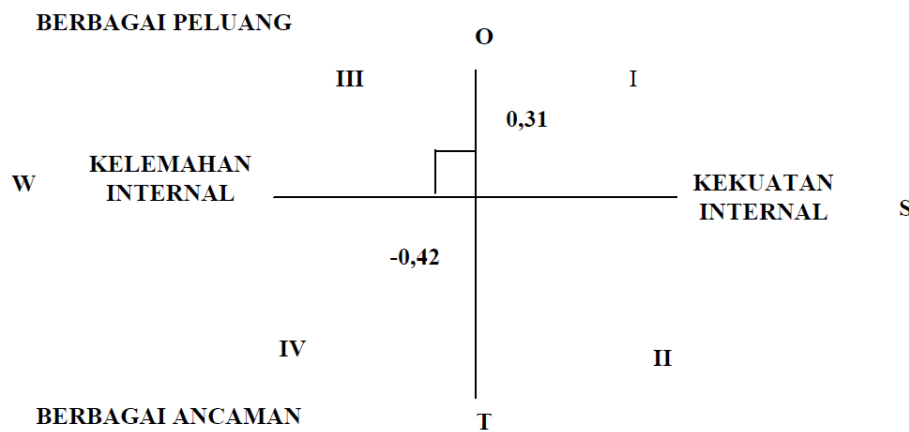 BERBAGAI PELUANG
O
III
I
0,31
W
KELEMAHAN
INTERNAL
KEKUATAN
INTERNAL
S
-0,42
IV
II
BERBAGAI ANCAMAN
T